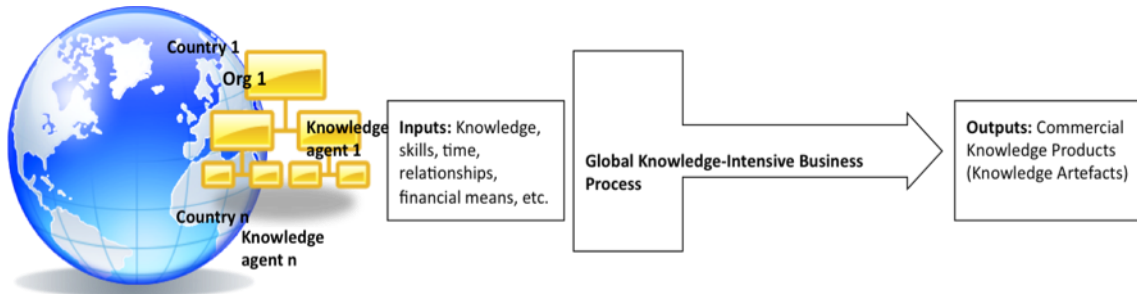 Country 1
Org 1
Knowledge
agent 1
Country n
Knowledge
agent n
Inputs: Knowledge,
skills, time,
relationships,
financial means, etc.
Global Knowledge-Intensive Business
Process
Outputs: Commercial
Knowledge Products
(Knowledge Artefacts)